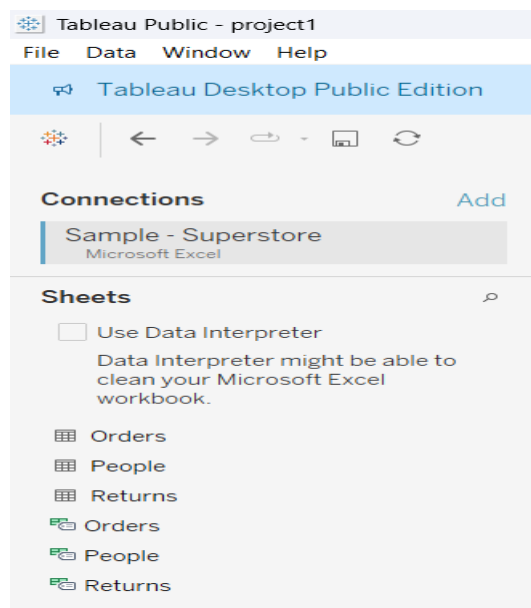 Tableau Public - project1
File Data Window Help
Tableau Desktop Public Edition
Connections Add
Sample - Superstore
Microsoft Excel
Sheets
Use Data Interpreter
Data Interpreter might be able to
clean your Microsoft Excel
workbook.
Orders
People
Returns
Orders
People
Returns